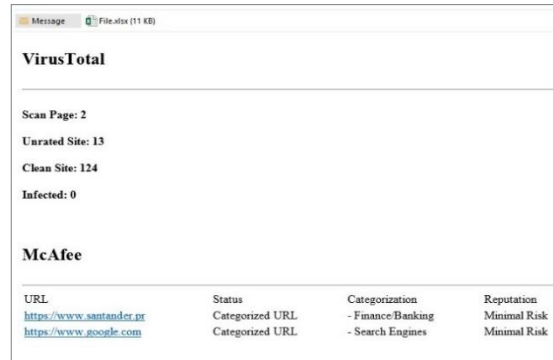 Message File.xlsx (11 KB)
VirusTotal
Scan Page: 2
Unrated Site: 13
Clean Site: 124
Infected: 0
McAfee
URL Status Categorization Reputation
https://www.santander.pr Categorized URL - Finance/Banking Minimal Risk
https://www.google.com Categorized URL - Search Engines Minimal Risk